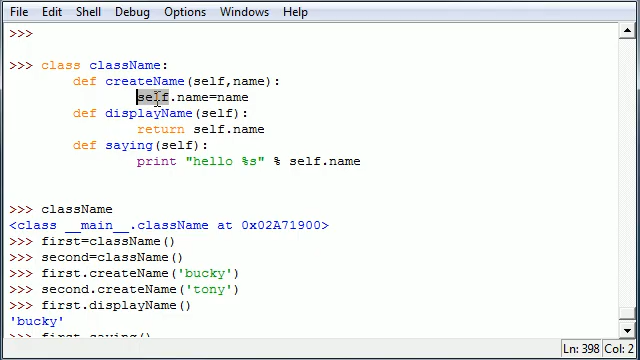 File Edit Shell Debug Options Windows Help
>>>
>>> class className:
def createName(self,name):
self.name=name
def displayName(self):
return self.name
def saying(self):
print "hello %s" % self.name
>>> className
<class __main__.className at 0x02A71900>
>>> first=className()
>>> second=className()
>>> first.createName('bucky')
>>> second.createName('tony')
>>> first.displayName()
'bucky'
>>> first.saying()
Ln: 398 Col: 2